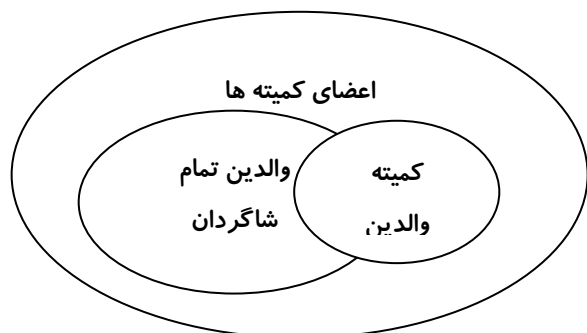 اعضای کمیته ها
والدین تمام
شاگردان
کمیته
والدین